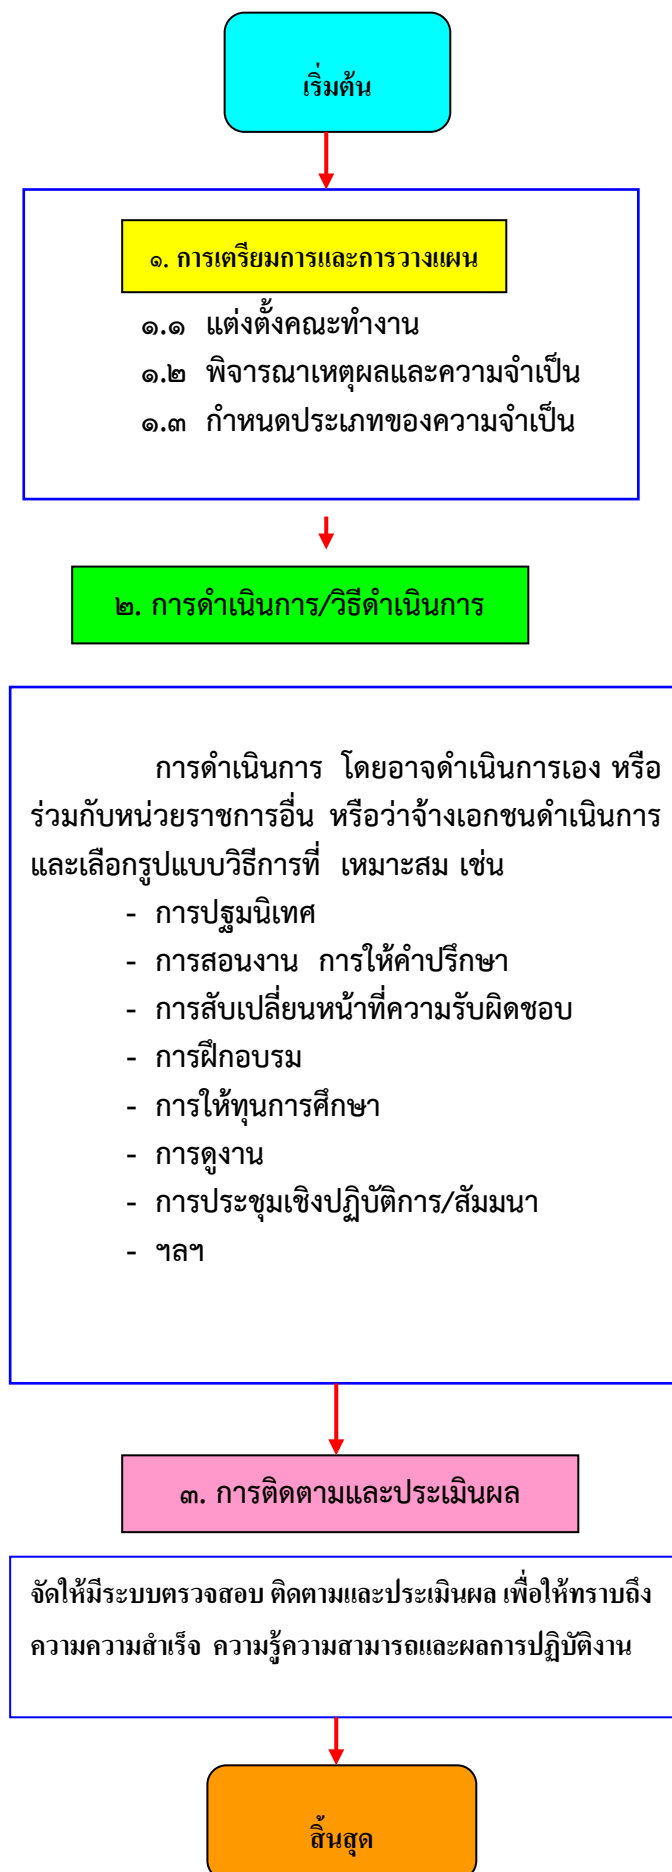 เริ่มต้น
๑. การเตรียมการและการวางแผน
๑.๑ แต่งตั้งคณะทำงาน
๑.๒ พิจารณาเหตุผลและความจำเป็น
๑.๓ กำหนดประเภทของความจำเป็น
๒. การดำเนินการ/วิธีดำเนินการ
การดำเนินการ โดยอาจดำเนินการเอง หรือ
ร่วมกับหน่วยราชการอื่น หรือว่าจ้างเอกชนดำเนินการ
และเลือกรูปแบบวิธีการที่ เหมาะสม เช่น
- การปฐมนิเทศ
- การสอนงาน การให้คำปรึกษา
- การสับเปลี่ยนหน้าที่ความรับผิดชอบ
- การฝึกอบรม
- การให้ทุนการศึกษา
- การดูงาน
- การประชุมเชิงปฏิบัติการ/สัมมนา
- ฯลฯ
๓. การติดตามและประเมินผล
จัดให้มีระบบตรวจสอบ ติดตามและประเมินผล เพื่อให้ทราบถึง
ความความสำเร็จ ความรู้ความสามารถและผลการปฏิบัติงาน
สิ้นสุด